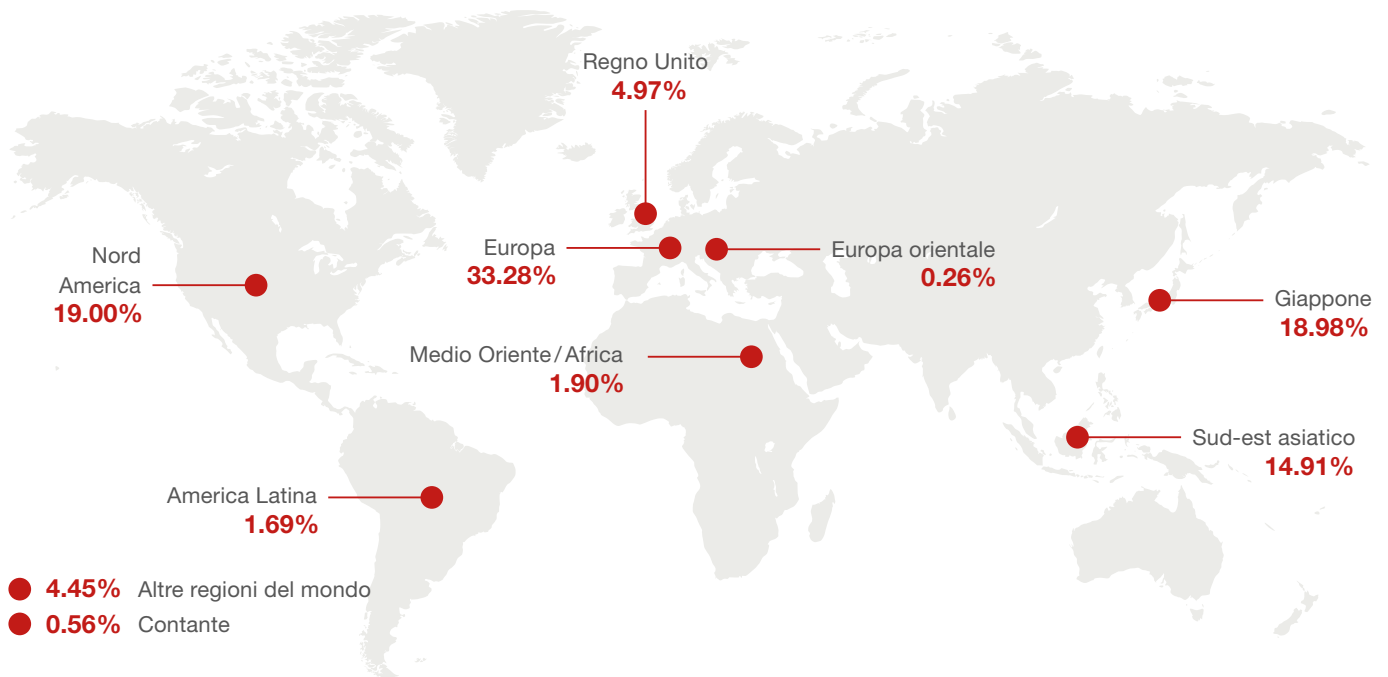 Regno Unito
4.97%
Nord
America
19.00%
Europa
33.28%
Europa orientale
0.26%
Giappone
18.98%
Medio Oriente/Africa
1.90%
Sud-est asiatico
14.91%
America Latina
1.69%
4.45% Altre regioni del mondo
0.56% Contante